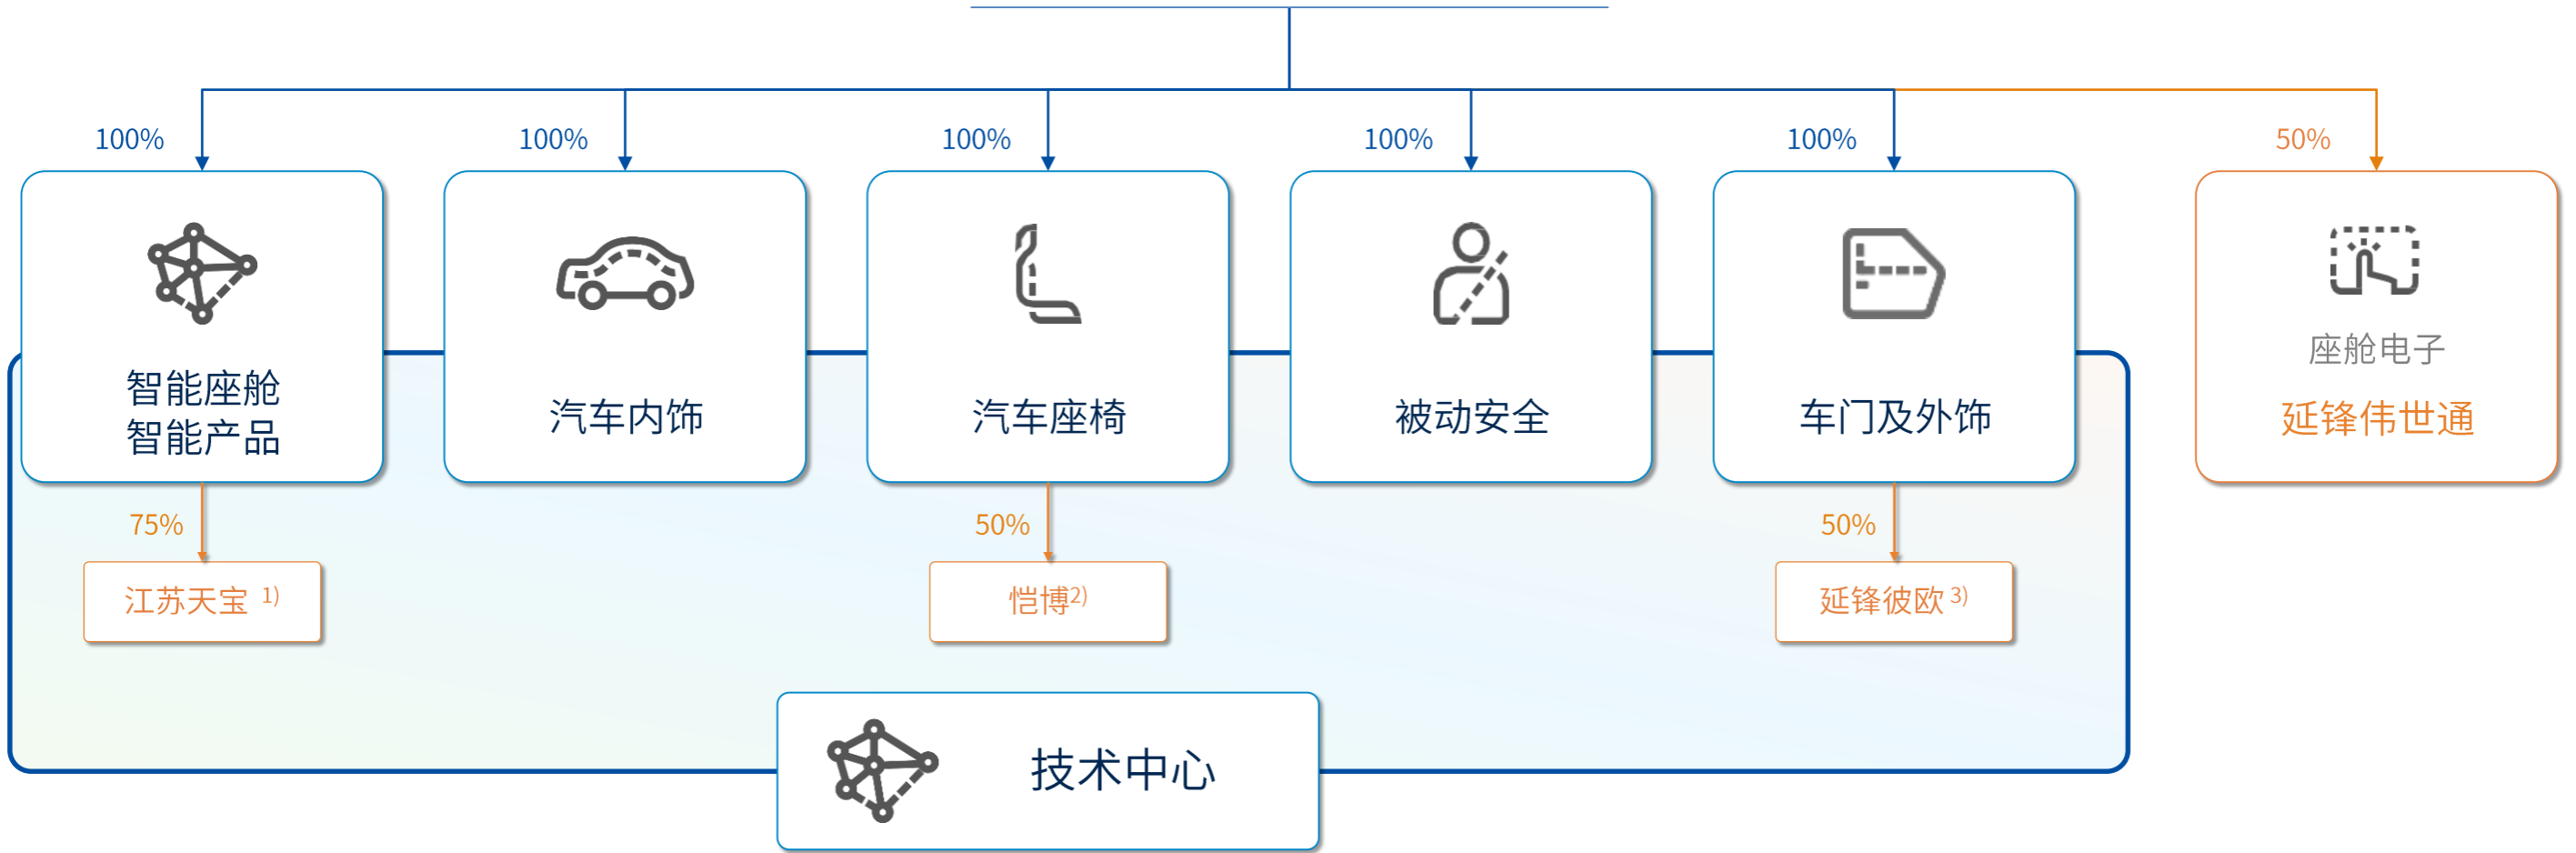 100%
100%
100%
100%
100%
50%
智能座舱
智能产品
汽车内饰
汽车座椅
被动安全
车门及外饰
座舱电子
延锋伟世通
75%
50%
50%
江苏天宝 1)
恺博2)
延锋彼欧 3)
技术中心